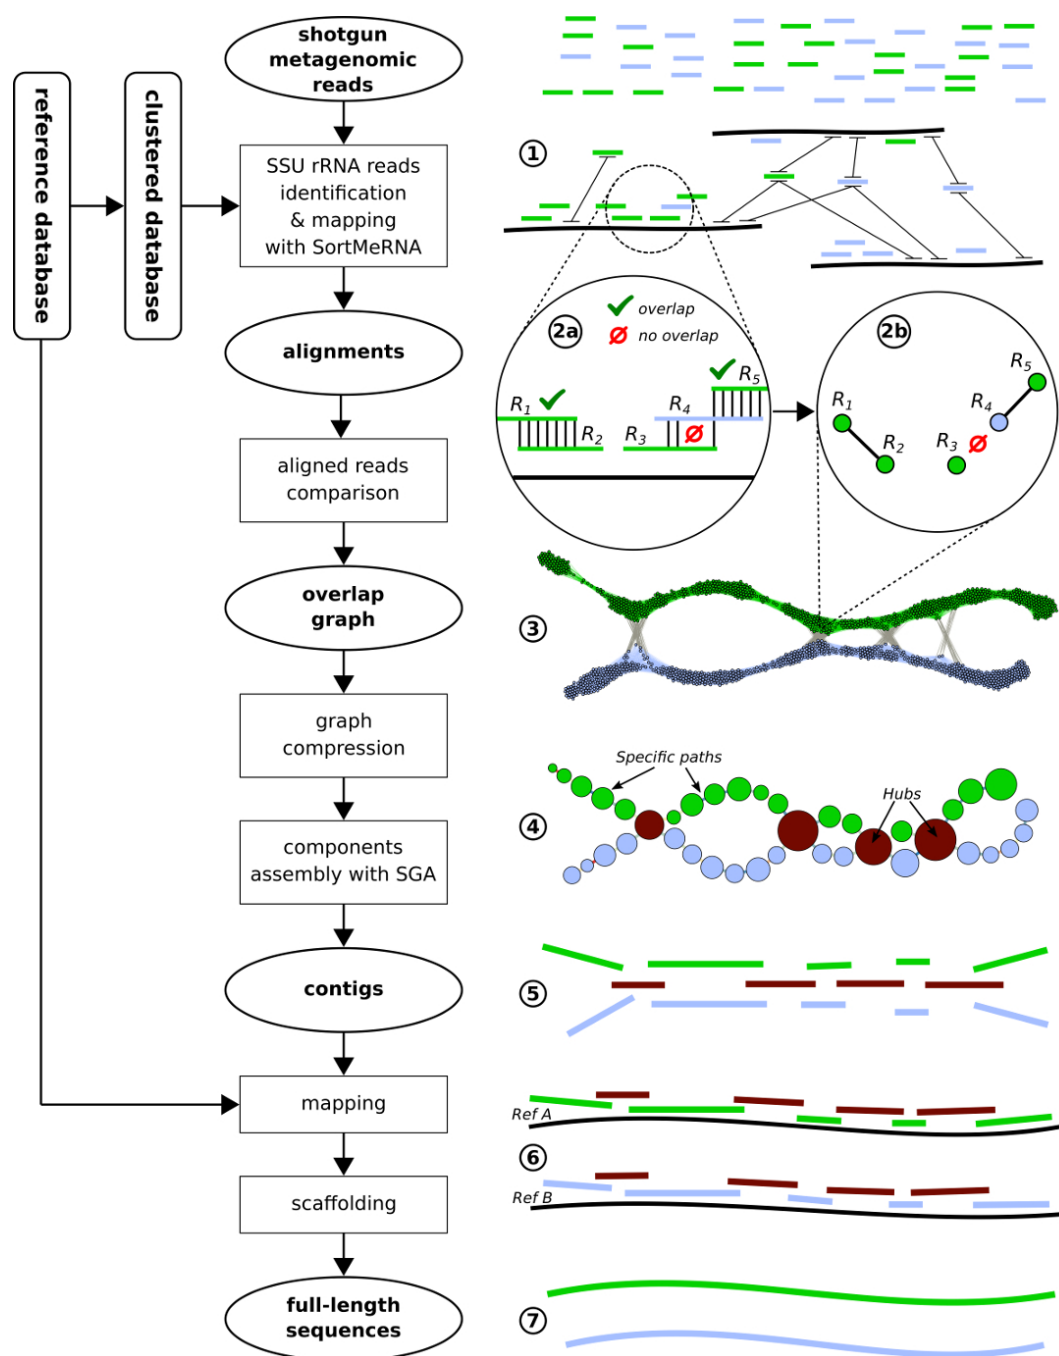 shotgun
metagenomic
reads
reference database
clustered database
SSU rRNA reads
identification
& mapping
with SortMeRNA
alignments
aligned reads
comparison
overlap
graph
graph
compression
components
assembly with SGA
contigs
mapping
scaffolding
full-length
sequences
1
2a
overlap
no overlap
R1
R2
R3
R4
R5
2b
R1
R2
R3
R4
R5
3
4
Specific paths
Hubs
5
Ref A
6
Ref B
7